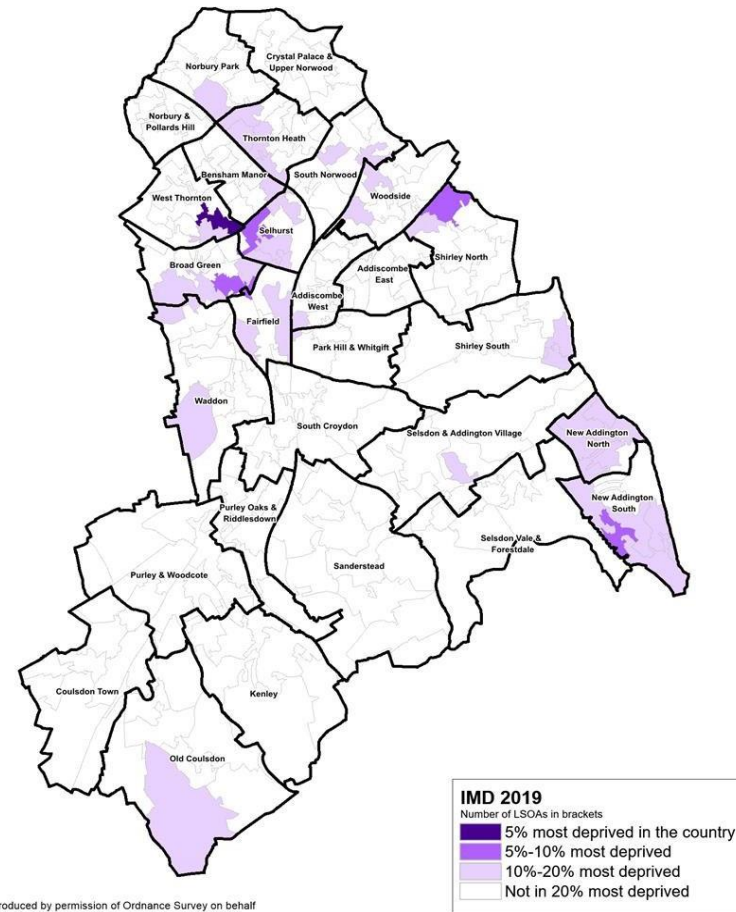 Norbury Park
Crystal Palace &
Upper Norwood
Norbury &
Pollards Hill
Thornton Heath
Bensham Manor
South Norwood
West Thornton
Woodside
Selhurst
Broad Green
Shirley North
Addiscombe
East
Addiscombe
West
Fairfield
Park Hill & Whitgift
Shirley South
Waddon
South Croydon
Selsdon & Addington Village
New Addington
North
New Addington
South
Purley Oaks &
Riddlesdown
Selsdon Vale &
Forestdale
Sanderstead
Purley & Woodcote
Coulsdon Town
Kenley
Old Coulsdon
IMD 2019
Number of LSOAs in brackets
5% most deprived in the country
5%-10% most deprived
10%-20% most deprived
Not in 20% most deprived
roduced by permission of Ordnance Survey on behalf